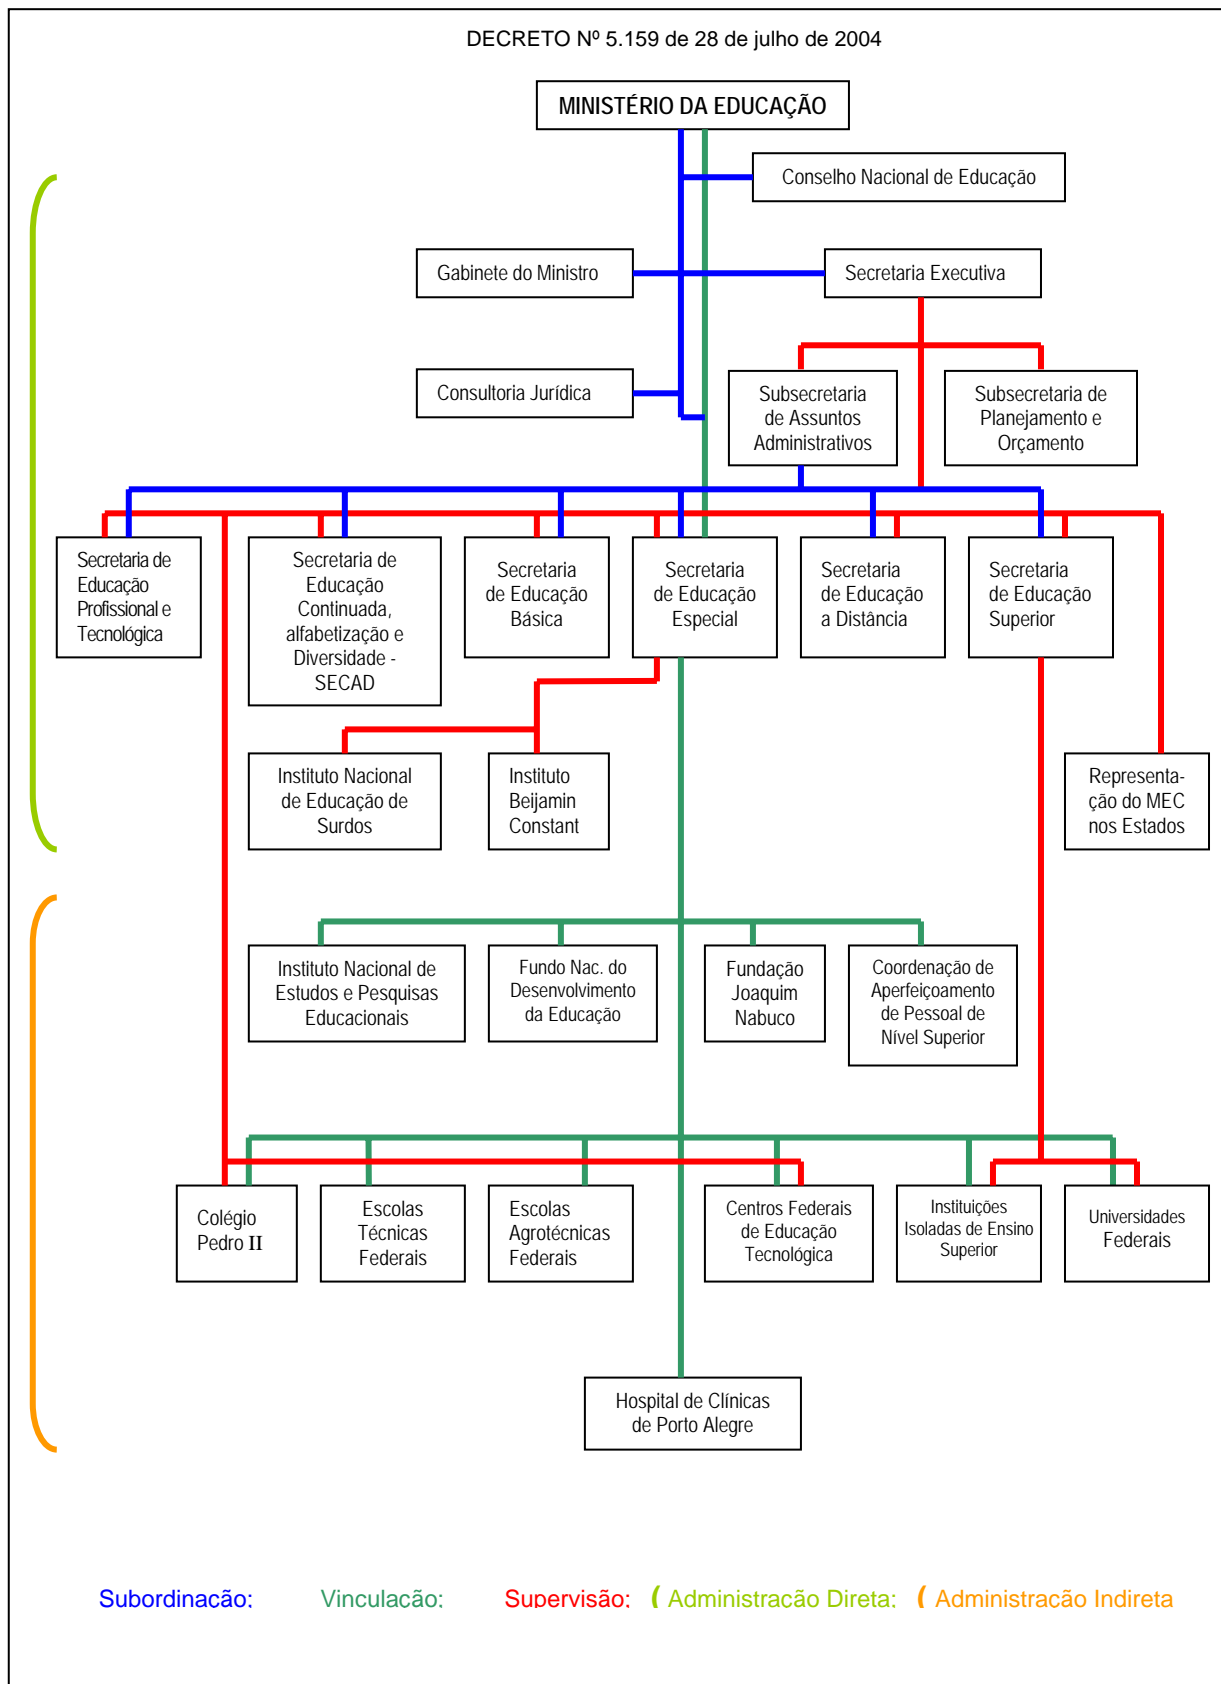 DECRETO Nº 5.159 de 28 de julho de 2004
MINISTÉRIO DA EDUCAÇÃO
Conselho Nacional de Educação
Gabinete do Ministro
Secretaria Executiva
Consultoria Jurídica
Subsecretaria
de Assuntos
Administrativos
Subsecretaria de
Planejamento e
Orçamento
Secretaria de
Educação
Profissional e
Tecnológica
Secretaria de
Educação
Continuada,
alfabetização e
Diversidade -
SECAD
Secretaria
de Educação
Básica
Secretaria
de Educação
Especial
Secretaria
de Educação
a Distância
Secretaria
de Educação
Superior
Instituto Nacional
de Educação de
Surdos
Instituto
Beijamin
Constant
Representa-
ção do MEC
nos Estados
Instituto Nacional de
Estudos e Pesquisas
Educacionais
Fundo Nac. do
Desenvolvimento
da Educação
Fundação
Joaquim
Nabuco
Coordenação de
Aperfeiçoamento
de Pessoal de
Nível Superior
Colégio
Pedro II
Escolas
Técnicas
Federais
Escolas
Agrotécnicas
Federais
Centros Federais
de Educação
Tecnológica
Instituições
Isoladas de Ensino
Superior
Universidades
Federais
Hospital de Clínicas
de Porto Alegre
Subordinação: Vinculação: Supervisão: ( Administração Direta: ( Administração Indireta